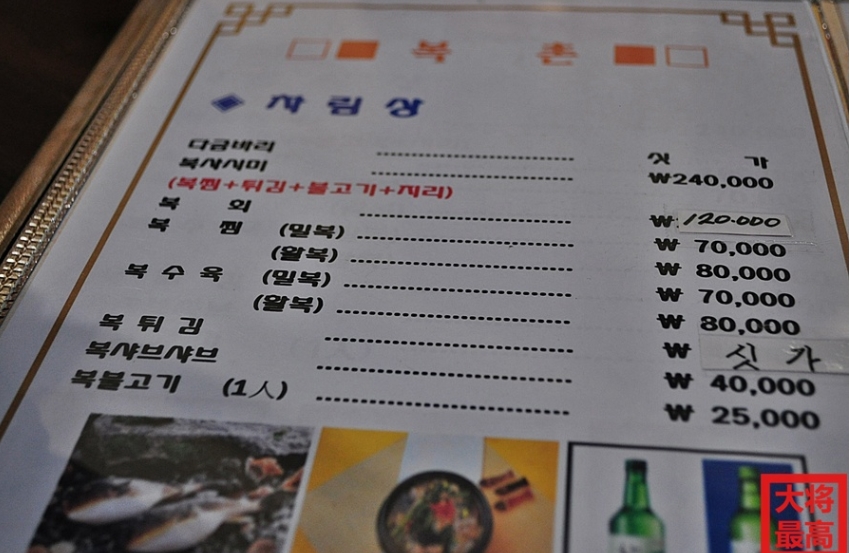 복 촌
차 림 상
다금바리 ........ 싯 가
복사시미 ........ ₩240,000
(복찜+튀김+불고기+지리)
복 회 ........ ₩ 120.000
복 찜 (밀복) ........ ₩ 70,000
(왈복) ........ ₩ 80,000
복 수 육 (밀복) ........ ₩ 70,000
(왈복) ........ ₩ 80,000
복 튀 김 ........ ₩ 싯 가
복샤브샤브 ........ ₩ 40,000
복불고기 (1人) ........ ₩ 25,000
大将
最高